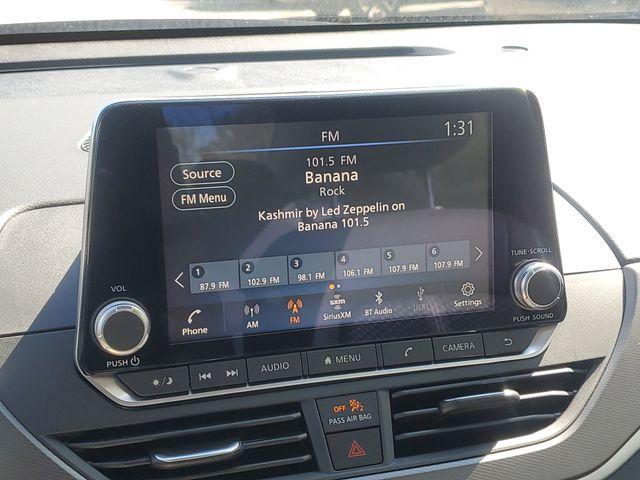 FM
1:31
101.5 FM
Source
Banana
Rock
FM Menu
Kashmir by Led Zeppelin on
Banana 101.5
1 2 3 4 5 6
87.9 FM 102.9 FM 98.1 FM 106.1 FM 107.9 FM 107.9 FM
Phone AM FM sxm SiriusXM BT Audio USB1 Settings
VOL
PUSH
TUNE·SCROLL
PUSH SOUND
AUDIO MENU CAMERA
OFF 2
PASS AIR BAG